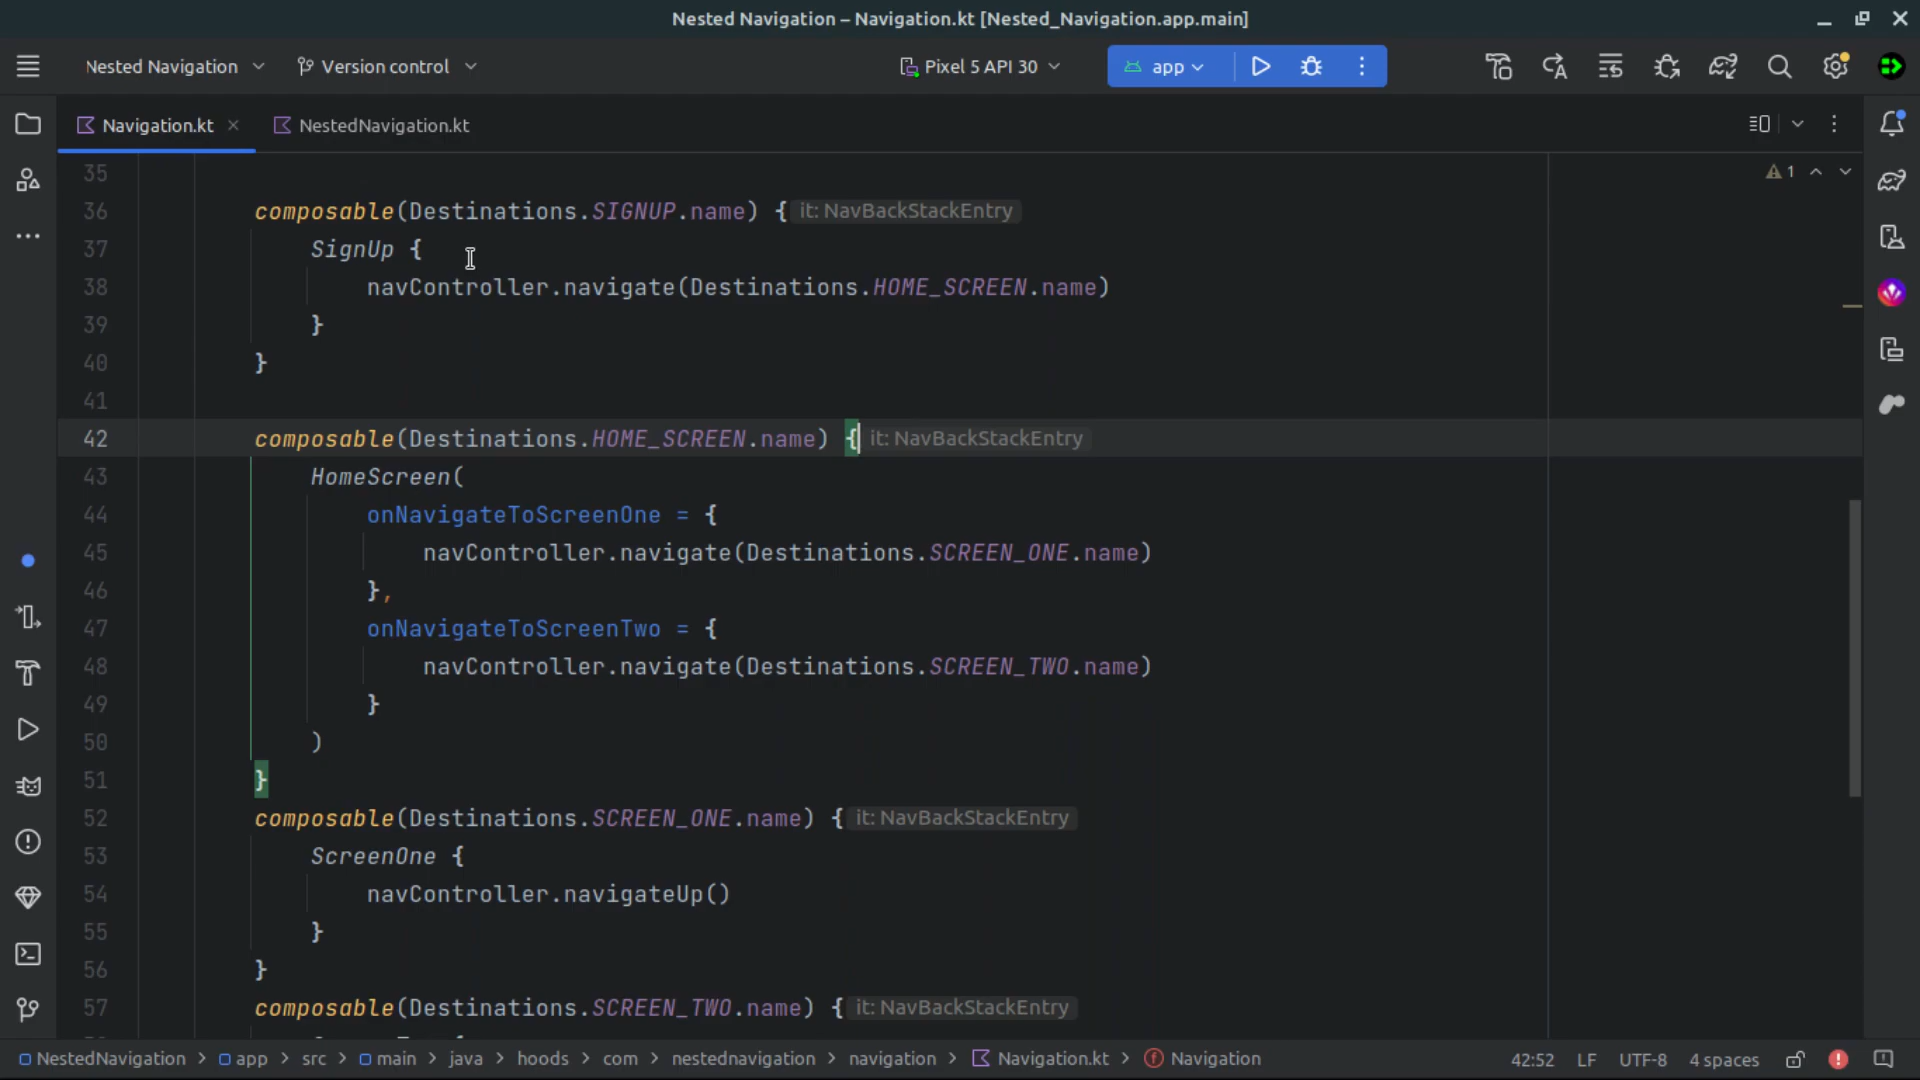 Nested Navigation – Navigation.kt [Nested_Navigation.app.main]
Nested Navigation Version control Pixel 5 API 30 app
Navigation.kt NestedNavigation.kt
1
35
36 composable(Destinations.SIGNUP.name) { it: NavBackStackEntry
37 SignUp {
38 navController.navigate(Destinations.HOME_SCREEN.name)
39 }
40 }
41
42 composable(Destinations.HOME_SCREEN.name) { it: NavBackStackEntry
43 HomeScreen(
44 onNavigateToScreenOne = {
45 navController.navigate(Destinations.SCREEN_ONE.name)
46 },
47 onNavigateToScreenTwo = {
48 navController.navigate(Destinations.SCREEN_TWO.name)
49 }
50 )
51 }
52 composable(Destinations.SCREEN_ONE.name) { it: NavBackStackEntry
53 ScreenOne {
54 navController.navigateUp()
55 }
56 }
57 composable(Destinations.SCREEN_TWO.name) { it: NavBackStackEntry
NestedNavigation > app > src > main > java > hoods > com > nestednavigation > navigation > Navigation.kt > Navigation 42:52 LF UTF-8 4 spaces